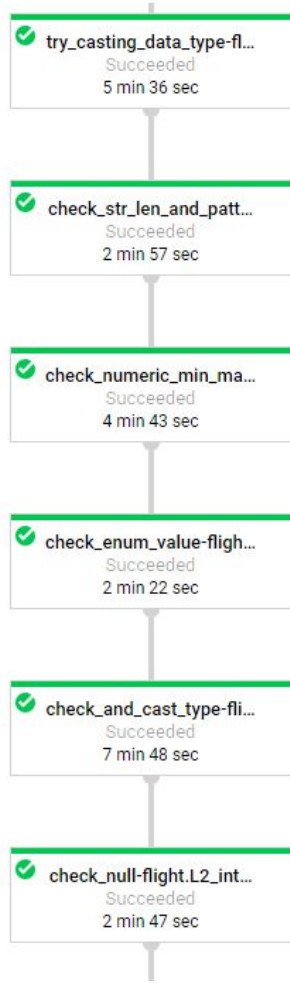 try_casting_data_type-fl...
Succeeded
5 min 36 sec
check_str_len_and_patt...
Succeeded
2 min 57 sec
check_numeric_min_ma...
Succeeded
4 min 43 sec
check_enum_value-fligh...
Succeeded
2 min 22 sec
check_and_cast_type-fli...
Succeeded
7 min 48 sec
check_null-flight.L2_int...
Succeeded
2 min 47 sec